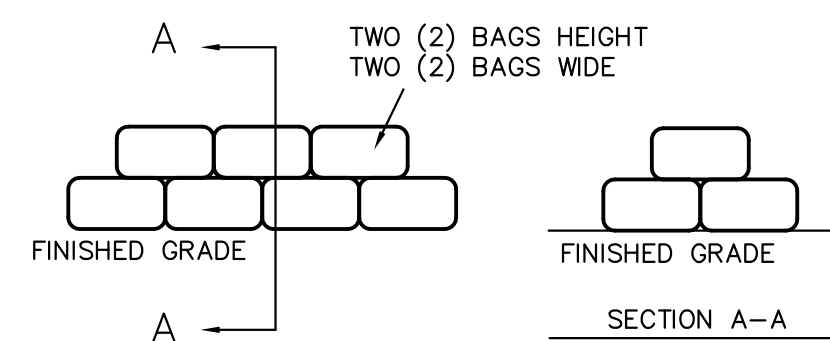 A
TWO (2) BAGS HEIGHT
TWO (2) BAGS WIDE
FINISHED GRADE
A
FINISHED GRADE
SECTION A-A